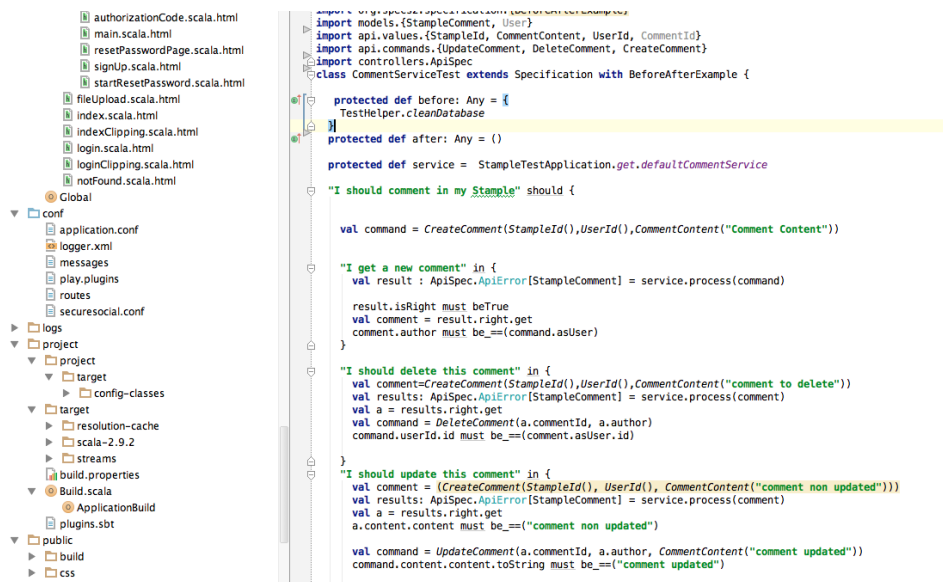 authorizationCode.scala.html
main.scala.html
resetPasswordPage.scala.html
signUp.scala.html
startResetPassword.scala.html
fileUpload.scala.html
index.scala.html
indexClipping.scala.html
login.scala.html
loginClipping.scala.html
notFound.scala.html
Global
conf
application.conf
logger.xml
messages
play.plugins
routes
securesocial.conf
logs
project
project
target
config-classes
target
resolution-cache
scala-2.9.2
streams
build.properties
Build.scala
ApplicationBuild
plugins.sbt
public
build
css
import org.specs2.specification.{BeforeAfterExample}
import models.{StampleComment, User}
import api.values.{StampleId, CommentContent, UserId, CommentId}
import api.commands.{UpdateComment, DeleteComment, CreateComment}
import controllers.ApiSpec
class CommentServiceTest extends Specification with BeforeAfterExample {
protected def before: Any = {
TestHelper.cleanDatabase
}
protected def after: Any = ()
protected def service = StampleTestApplication.get.defaultCommentService
"I should comment in my Stample" should {
val command = CreateComment(StampleId(),UserId(),CommentContent("Comment Content"))
"I get a new comment" in {
val result : ApiSpec.ApiError[StampleComment] = service.process(command)
result.isRight must beTrue
val comment = result.right.get
comment.author must be_==(command.asUser)
}
"I should delete this comment" in {
val comment=CreateComment(StampleId(),UserId(),CommentContent("comment to delete"))
val results: ApiSpec.ApiError[StampleComment] = service.process(comment)
val a = results.right.get
val command = DeleteComment(a.commentId, a.author)
command.userId.id must be_==(comment.asUser.id)
}
"I should update this comment" in {
val comment = (CreateComment(StampleId(), UserId(), CommentContent("comment non updated")))
val results: ApiSpec.ApiError[StampleComment] = service.process(comment)
val a = results.right.get
a.content.content must be_==("comment non updated")
val command = UpdateComment(a.commentId, a.author, CommentContent("comment updated"))
command.content.content.toString must be_==("comment updated")